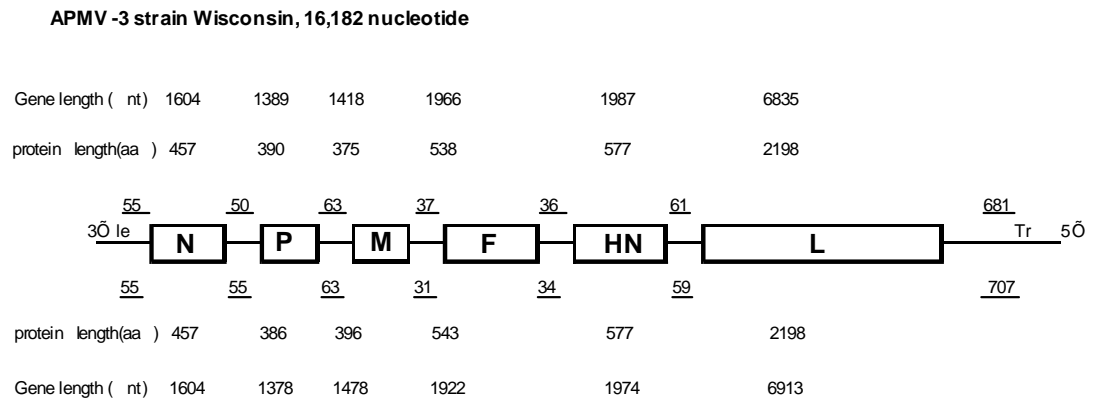 APMV -3 strain Wisconsin, 16,182 nucleotide
Gene length ( nt) 1604 1389 1418 1966 1987 6835
protein length(aa ) 457 390 375 538 577 2198
55 50 63 37 36 61 681
3Õ le N P M F HN L Tr 5Õ
55 55 63 31 34 59 707
protein length(aa ) 457 386 396 543 577 2198
Gene length ( nt) 1604 1378 1478 1922 1974 6913